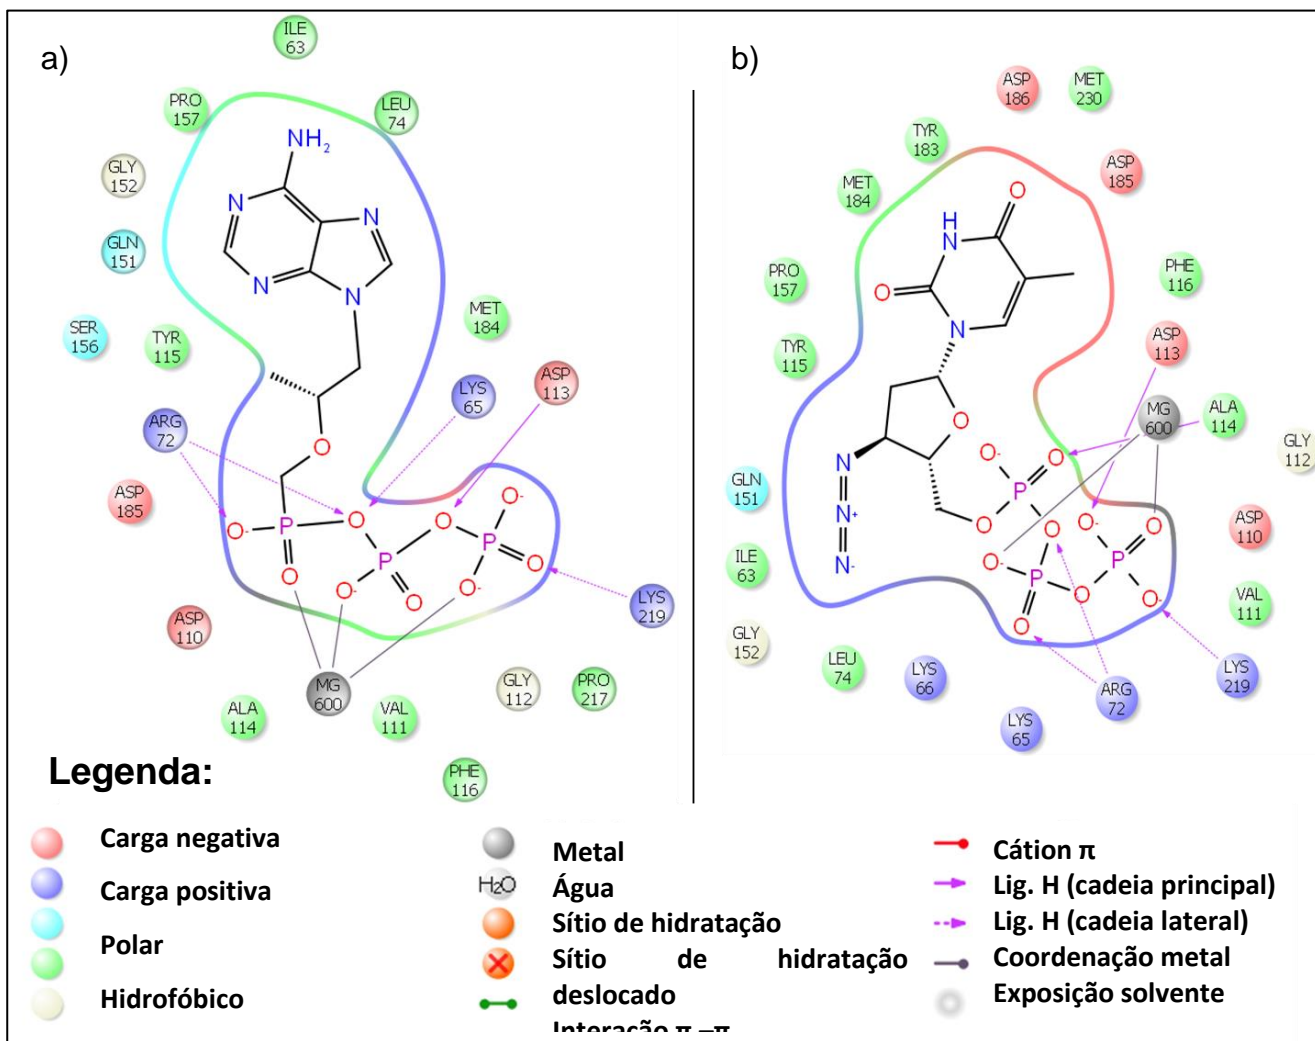 a)
ILE
63
PRO
157
LEU
74
NH2
GLY
152
N
N
N
N
GLN
151
SER
156
TYR
115
MET
184
ARG
72
LYS
65
ASP
113
O
ASP
185
O-
P
O
O
O-
P
O
O
O-
P
O
O-
LYS
219
ASP
110
MG
600
GLY
112
PRO
217
ALA
114
VAL
111
PHE
116
b)
ASP
186
MET
230
TYR
183
ASP
185
MET
184
O
H
N
PHE
116
PRO
157
O
N
TYR
115
ASP
113
MG
600
ALA
114
O
GLY
112
N
N+
N-
O-
O
P
O
GLN
151
O-
O
ASP
110
O-
P
O
P
ILE
63
O
O-
VAL
111
O
GLY
152
LEU
74
LYS
66
LYS
65
ARG
72
LYS
219
Legenda:
Carga negativa
Carga positiva
Polar
Hidrofóbico
Metal
H2O Água
Sítio de hidratação
Sítio de hidratação
deslocado
Interação π –π
Cátion π
Lig. H (cadeia principal)
Lig. H (cadeia lateral)
Coordenação metal
Exposição solvente